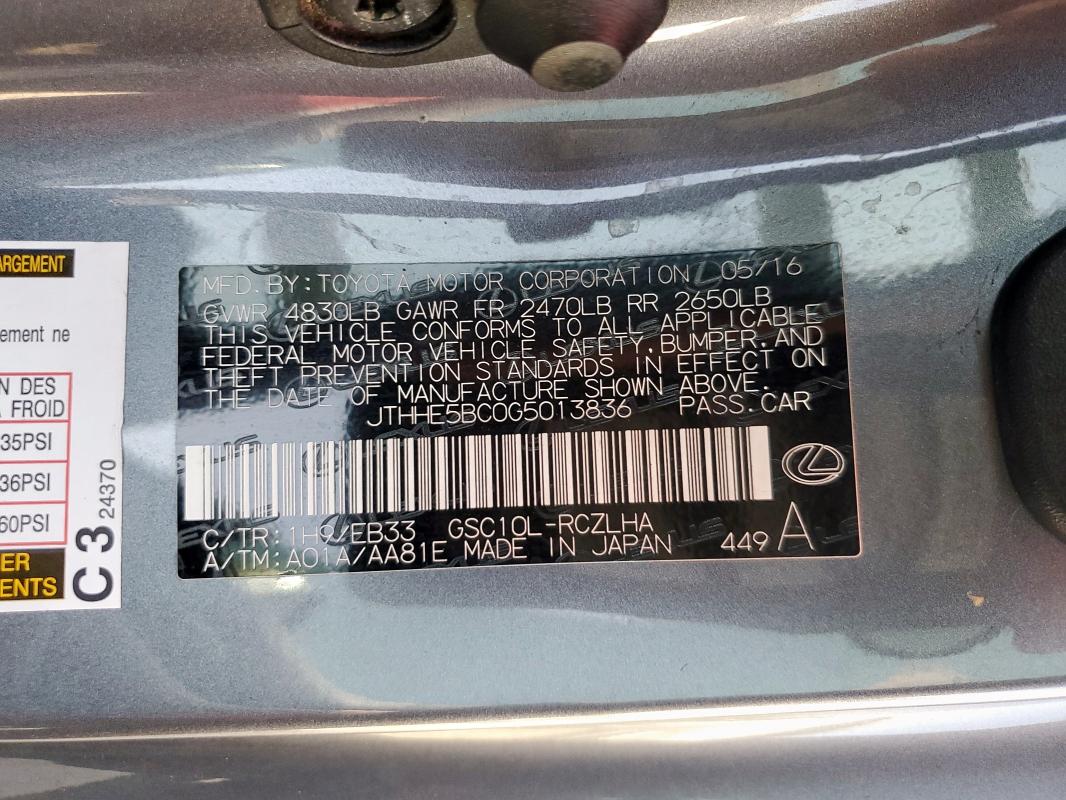 ARGEMENT
ement ne
N DES
A FROID
35PSI
36PSI
60PSI
ER
ENTS
C3
24370
MFD.BY:TOYOTA MOTOR CORPORATION 05/16
GVWR 4830LB GAWR FR 2470LB RR 2650LB
THIS VEHICLE CONFORMS TO ALL APPLICABLE
FEDERAL MOTOR VEHICLE SAFETY,BUMPER,AND
THEFT PREVENTION STANDARDS IN EFFECT ON
THE DATE OF MANUFACTURE SHOWN ABOVE.
JTHHE5BC0G5013836 PASS.CAR
C/TR:1H9/EB33 GSC10L-RCZLHA
A/TM:A01A/AA81E MADE IN JAPAN 449 A